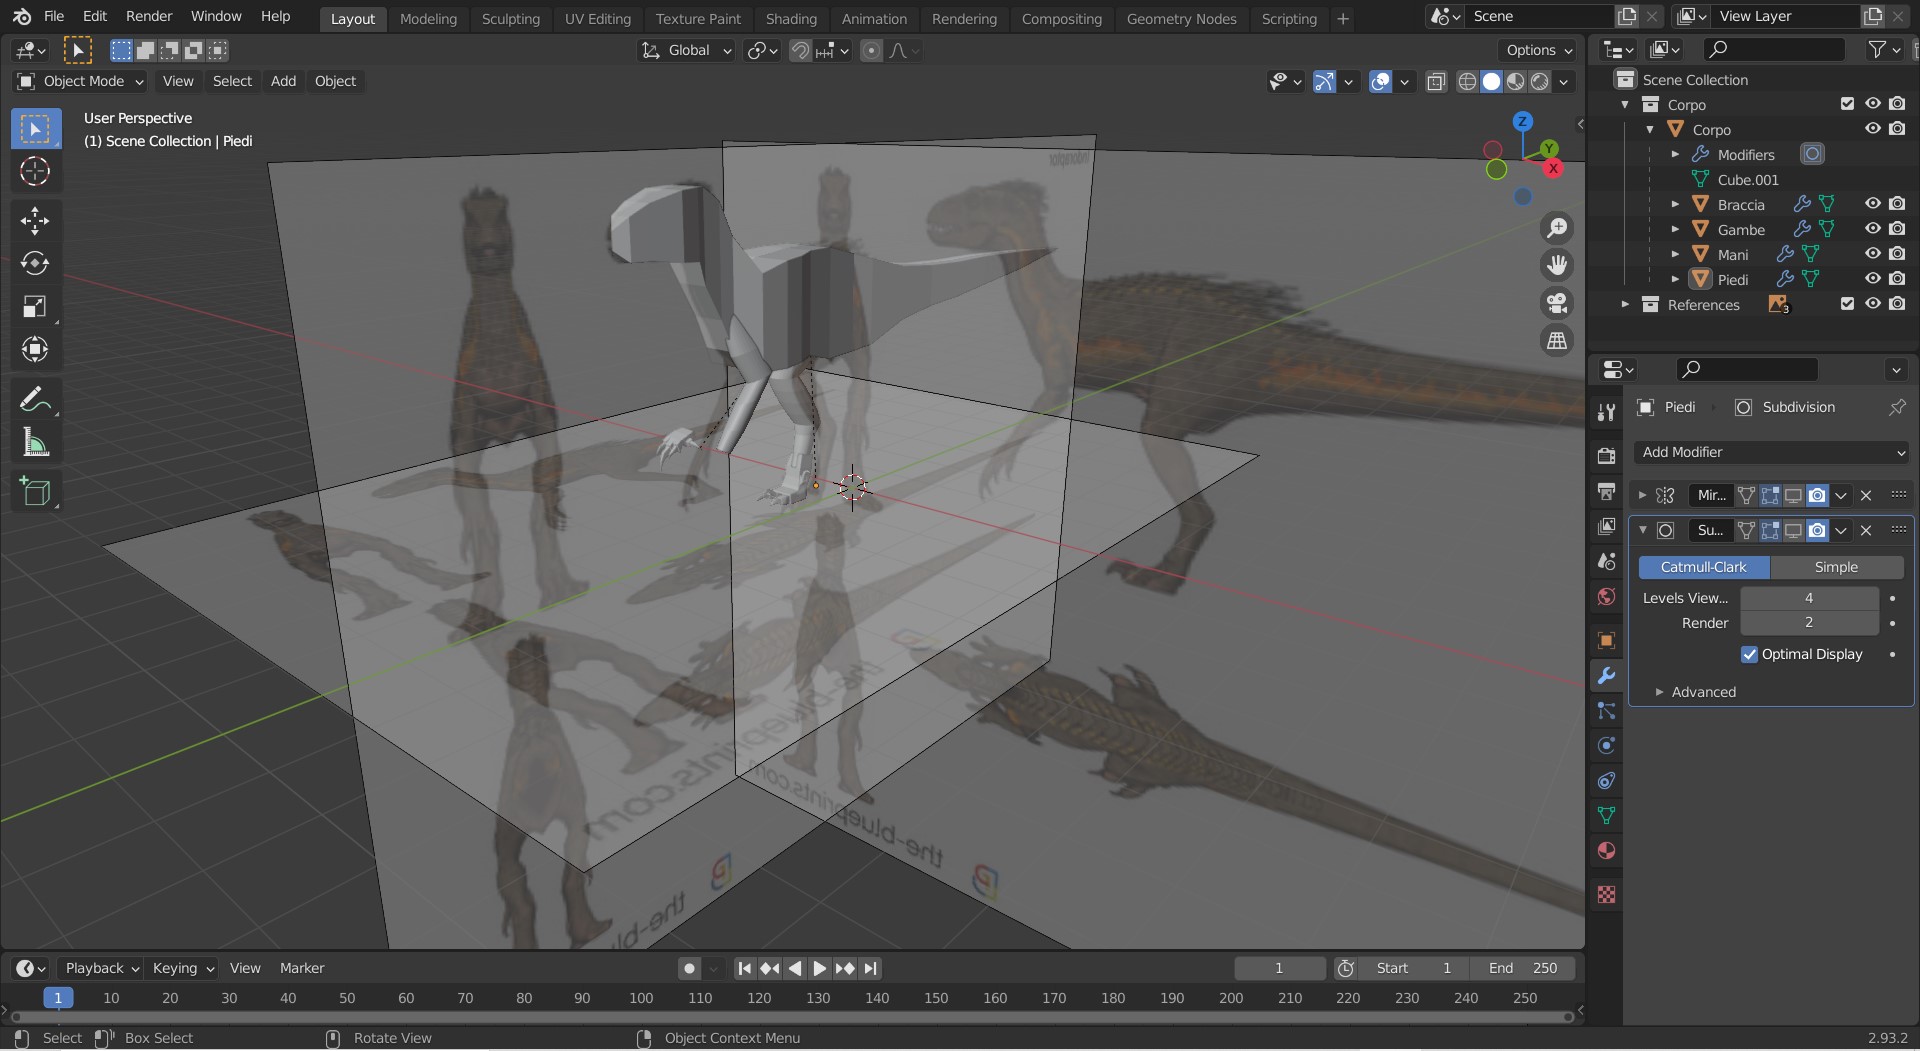 File Edit Render Window Help
Layout Modeling Sculpting UV Editing Texture Paint Shading Animation Rendering Compositing Geometry Nodes Scripting +
Scene
View Layer
Global
Options
Object Mode View Select Add Object
User Perspective
(1) Scene Collection | Piedi
Z
Y
X
Scene Collection
Corpo
Corpo
Modifiers
Cube.001
Braccia
Gambe
Mani
Piedi
References 3
Piedi Subdivision
Add Modifier
Mir...
Su...
Catmull-Clark Simple
Levels View... 4
Render 2
Optimal Display
Advanced
the-blueprints.com
Playback Keying View Marker
1 Start 1 End 250
1 10 20 30 40 50 60 70 80 90 100 110 120 130 140 150 160 170 180 190 200 210 220 230 240 250
Select Box Select Rotate View Object Context Menu
2.93.2